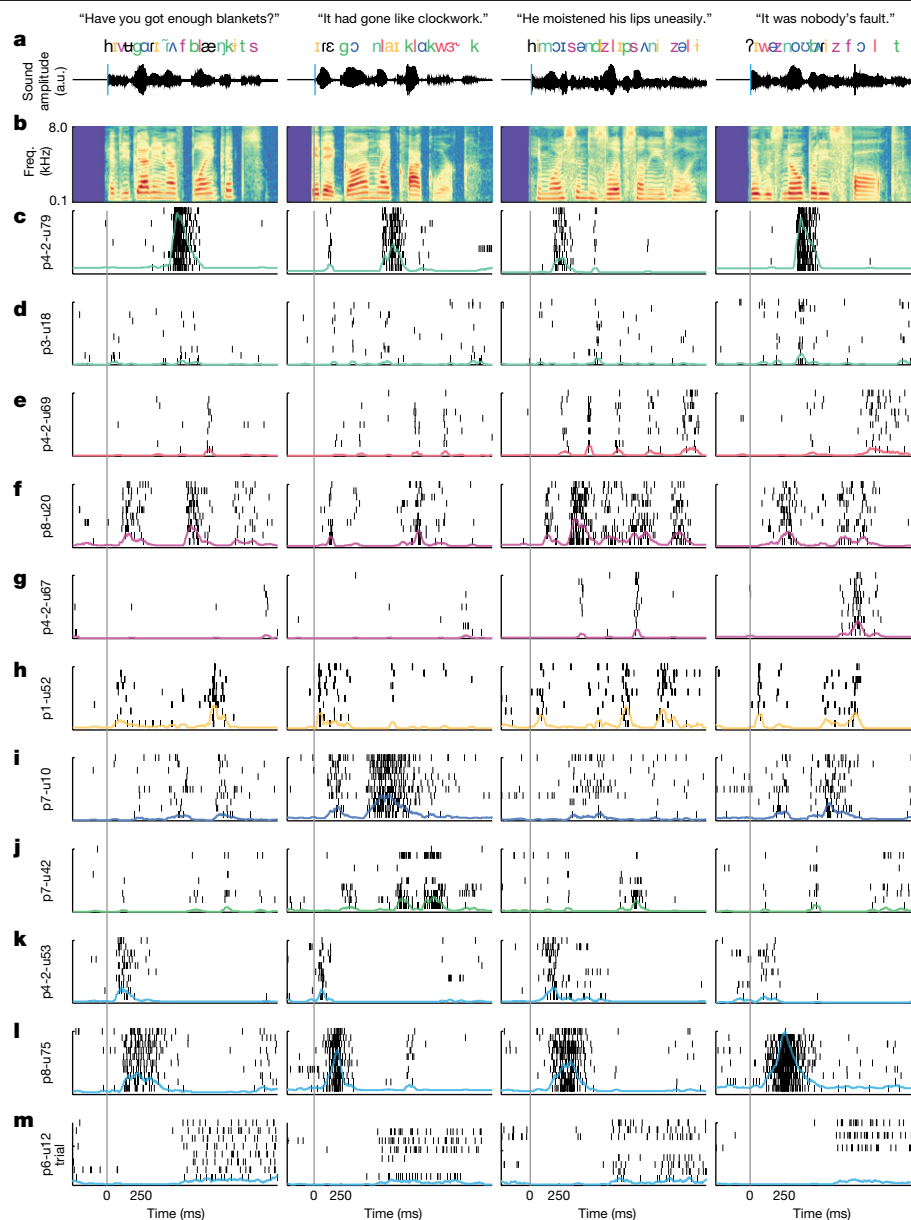 "Have you got enough blankets?" "It had gone like clockwork." "He moistened his lips uneasily." "It was nobody's fault."
a
Sound amplitude (a.u.)
b
8.0
Freq. (kHz)
0.1
c
p4-2-u79
d
p3-u18
e
p4-2-u69
f
p8-u20
g
p4-2-u67
h
p1-u52
i
p7-u10
j
p7-u42
k
p4-2-u53
l
p8-u75
m
p6-u12
trial
0 250 0 250 0 250 0 250
Time (ms) Time (ms) Time (ms) Time (ms)